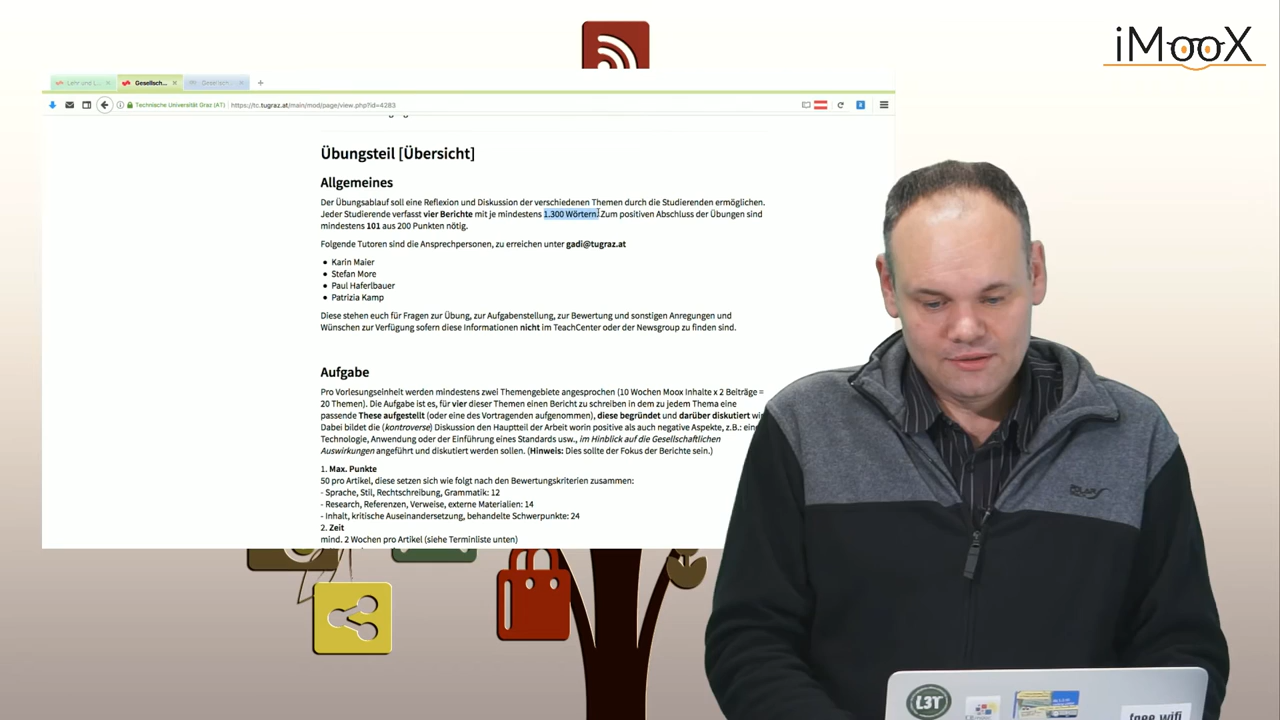 iMooX
Lehr und L...
Gesellsch...
Gesellsch...
Technische Universität Graz (AT)
https://tc.tugraz.at/main/mod/page/view.php?id=4283
Übungsteil [Übersicht]
Allgemeines
Der Übungsablauf soll eine Reflexion und Diskussion der verschiedenen Themen durch die Studierenden ermöglichen.
Jeder Studierende verfasst vier Berichte mit je mindestens 1.300 Wörtern. Zum positiven Abschluss der Übungen sind
mindestens 101 aus 200 Punkten nötig.
Folgende Tutoren sind die Ansprechpersonen, zu erreichen unter gadi@tugraz.at
• Karin Maier
• Stefan More
• Paul Haferlbauer
• Patrizia Kamp
Diese stehen euch für Fragen zur Übung, zur Aufgabenstellung, zur Bewertung und sonstigen Anregungen und
Wünschen zur Verfügung sofern diese Informationen nicht im TeachCenter oder der Newsgroup zu finden sind.
Aufgabe
Pro Vorlesungseinheit werden mindestens zwei Themengebiete angesprochen (10 Wochen Moox Inhalte x 2 Beiträge =
20 Themen). Die Aufgabe ist es, für vier dieser Themen einen Bericht zu schreiben in dem zu jedem Thema eine
passende These aufgestellt (oder eine des Vortragenden aufgenommen), diese begründet und darüber diskutiert
Dabei bildet die (kontroverse) Diskussion den Hauptteil der Arbeit worin positive als auch negative Aspekte, z.B.:
Technologie, Anwendung oder der Einführung eines Standards usw., im Hinblick auf die Gesellschaftlichen
Auswirkungen angeführt und diskutiert werden sollen. (Hinweis: Dies sollte der Fokus der Berichte sein.)
1. Max. Punkte
50 pro Artikel, diese setzen sich wie folgt nach den Bewertungskriterien zusammen:
- Sprache, Stil, Rechtschreibung, Grammatik: 12
- Research, Referenzen, Verweise, externe Materialien: 14
- Inhalt, kritische Auseinandersetzung, behandelte Schwerpunkte: 24
2. Zeit
mind. 2 Wochen pro Artikel (siehe Terminliste unten)
POLAR
L3T
free wifi